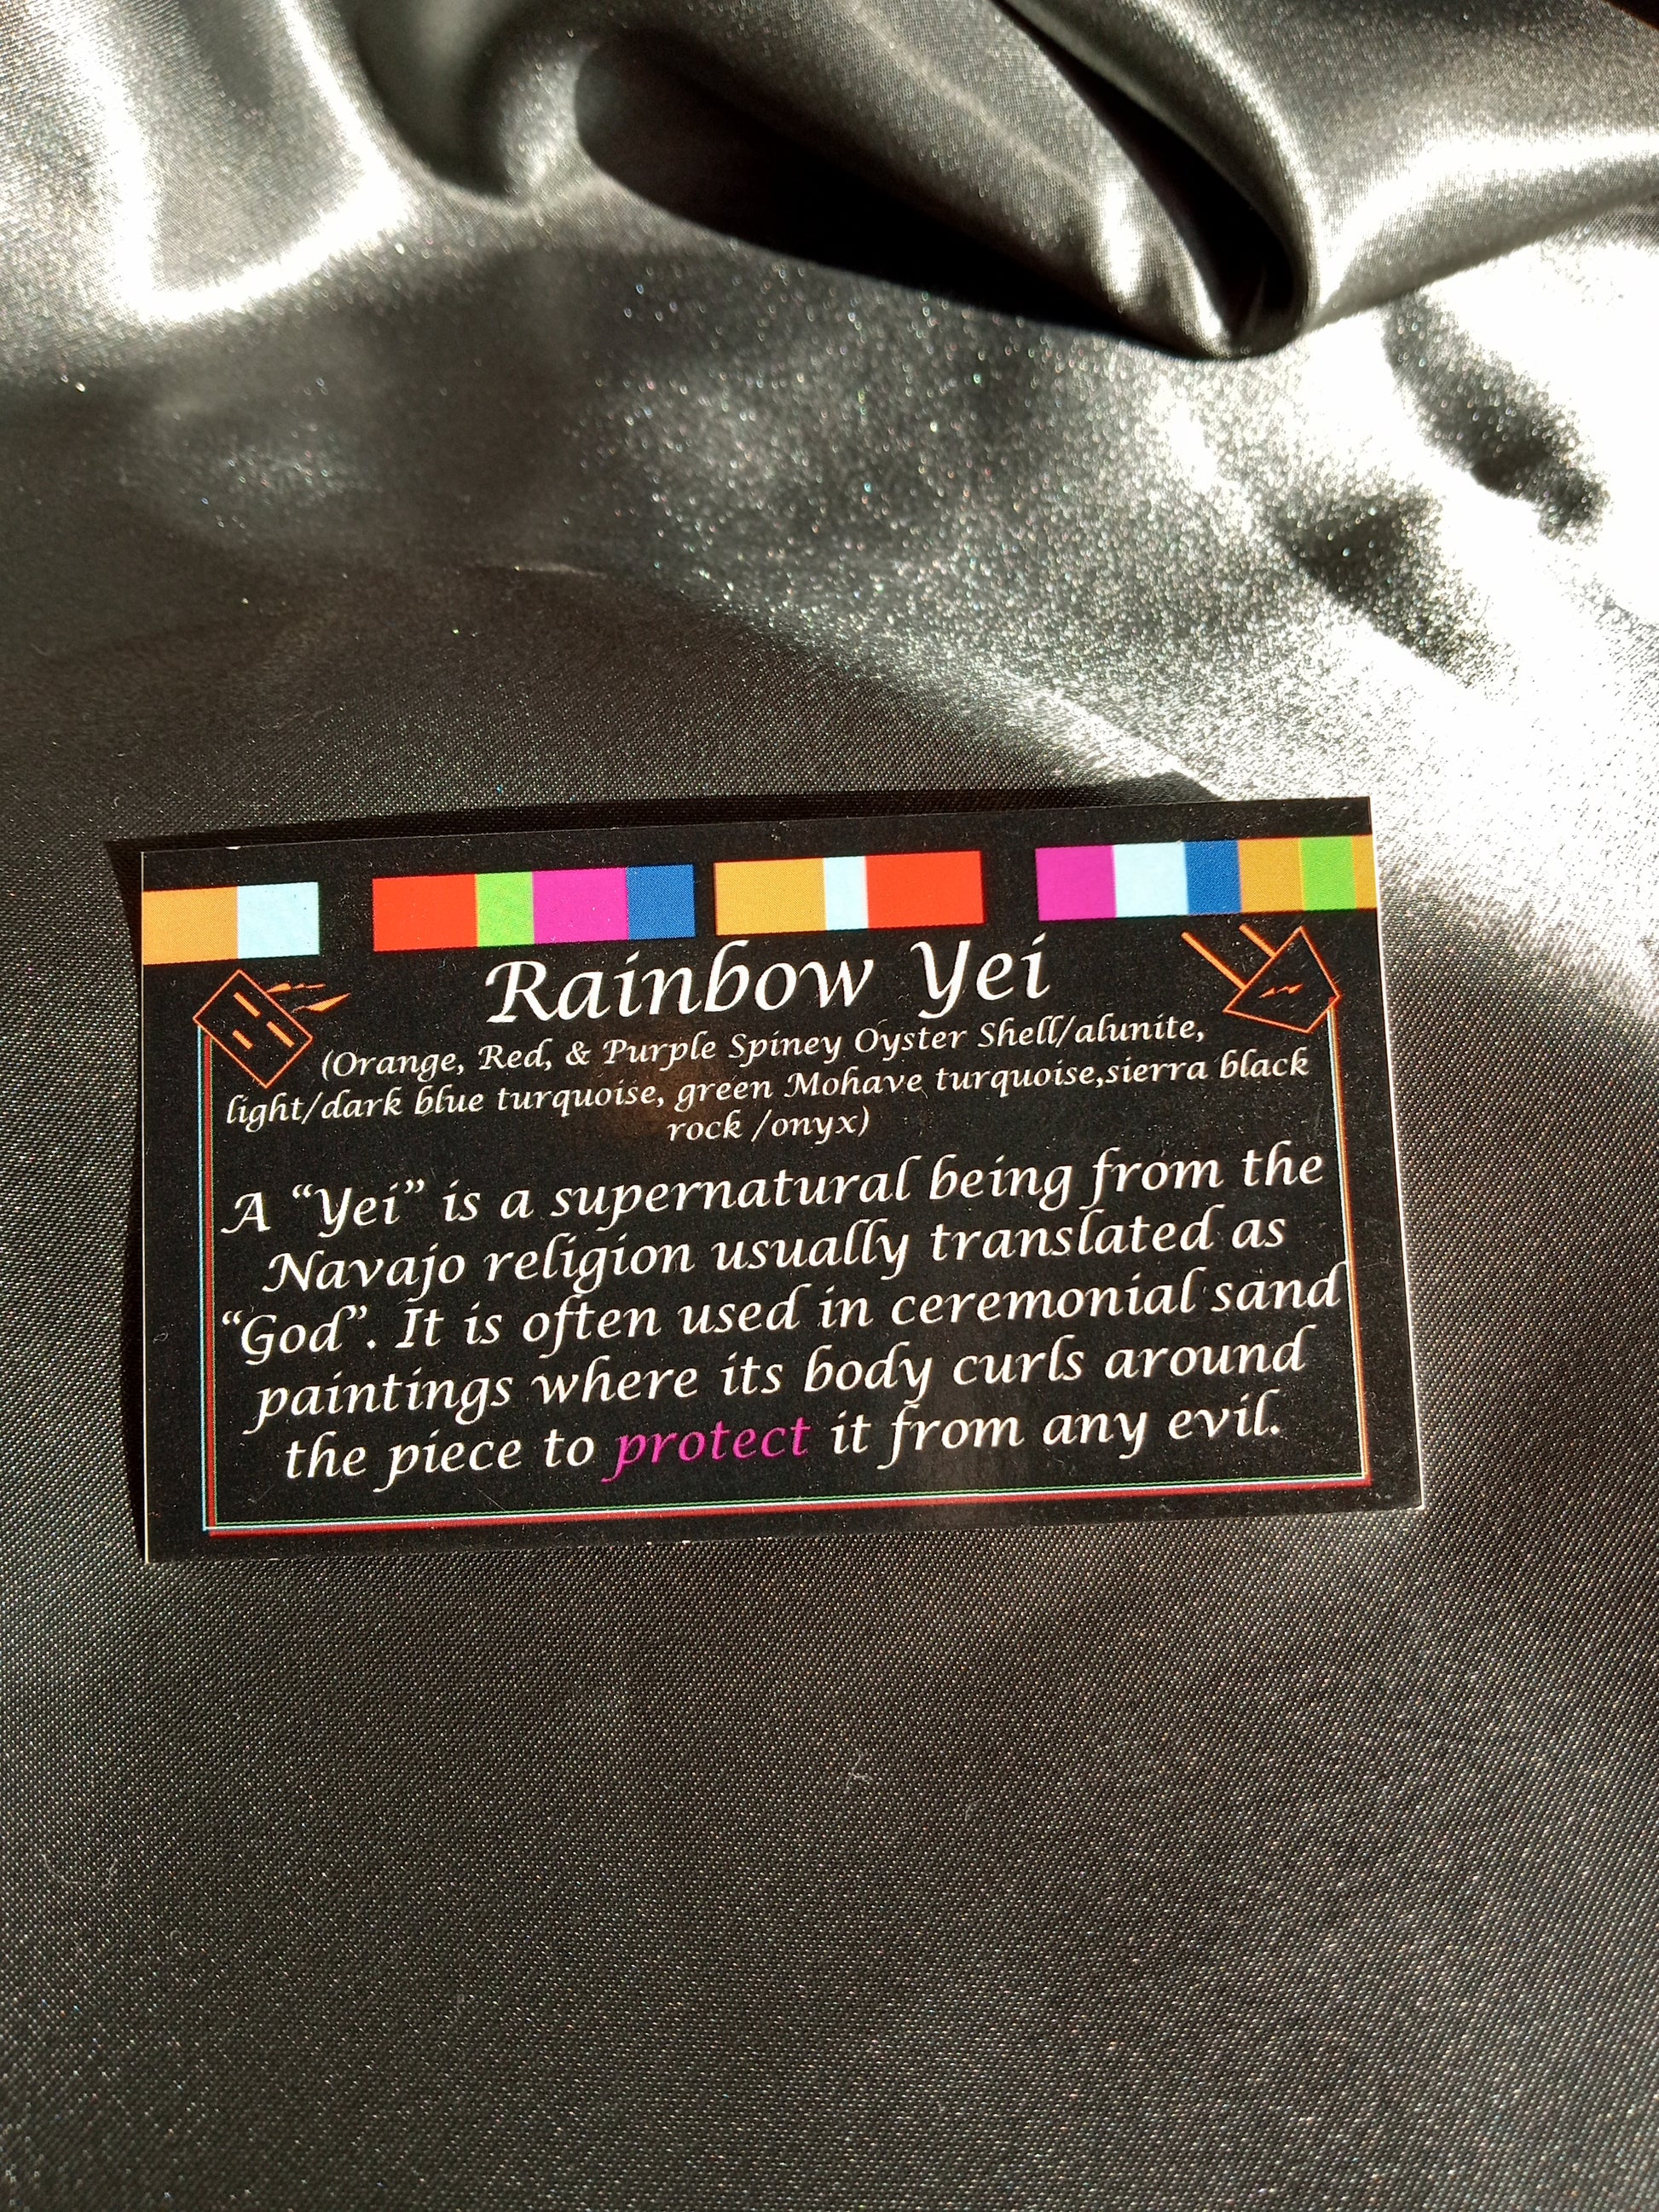 Rainbow Yei
(Orange, Red, & Purple Spiney Oyster Shell/alunite,
light/dark blue turquoise, green Mohave turquoise,sierra black
rock /onyx)
A “Yei” is a supernatural being from the
Navajo religion usually translated as
“God”. It is often used in ceremonial sand
paintings where its body curls around
the piece to protect it from any evil.